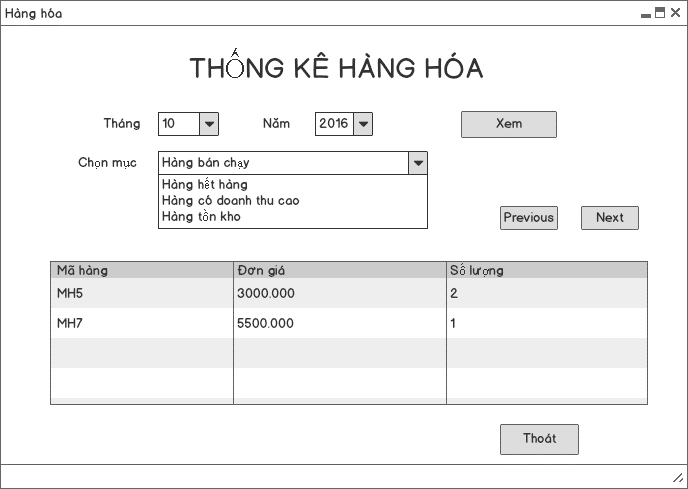 Hàng hóa
THỐNG KÊ HÀNG HÓA
Tháng 10 Năm 2016 Xem
Chọn mục Hàng bán chạy
Hàng hết hàng
Hàng có doanh thu cao
Hàng tồn kho
Previous Next
Mã hàng Đơn giá Số lượng
MH5 3000.000 2
MH7 5500.000 1
Thoát